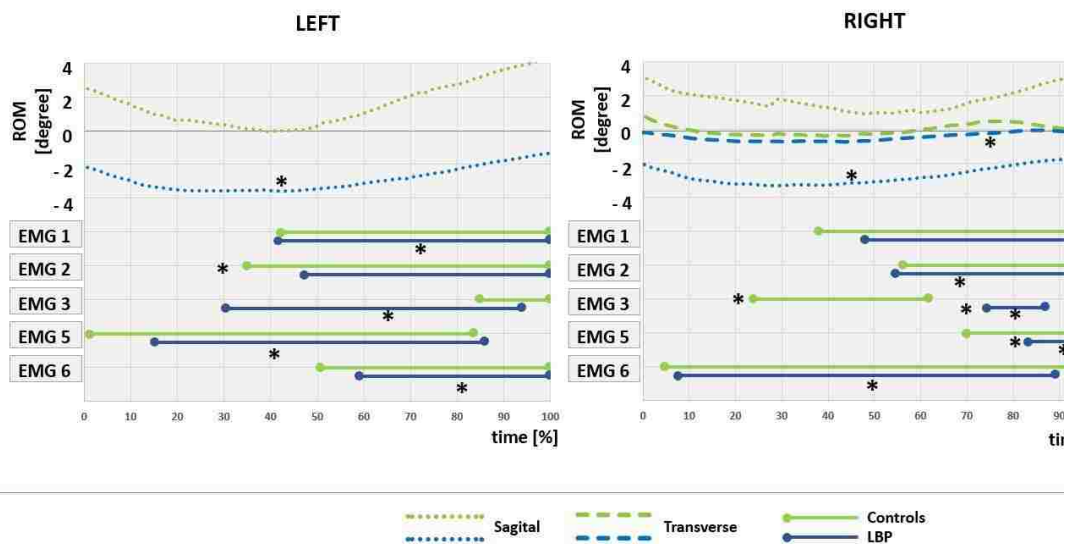 LEFT
RIGHT
ROM
[degree]
4
2
0
- 2
- 4
EMG 1
EMG 2
EMG 3
EMG 5
EMG 6
*
*
*
*
*
*
0 10 20 30 40 50 60 70 80 90 100
time [%]
ROM
[degree]
4
2
0
- 2
- 4
EMG 1
EMG 2
EMG 3
EMG 5
EMG 6
*
*
*
*
*
*
*
*
*
0 10 20 30 40 50 60 70 80 90
Sagital
Transverse
Controls
LBP